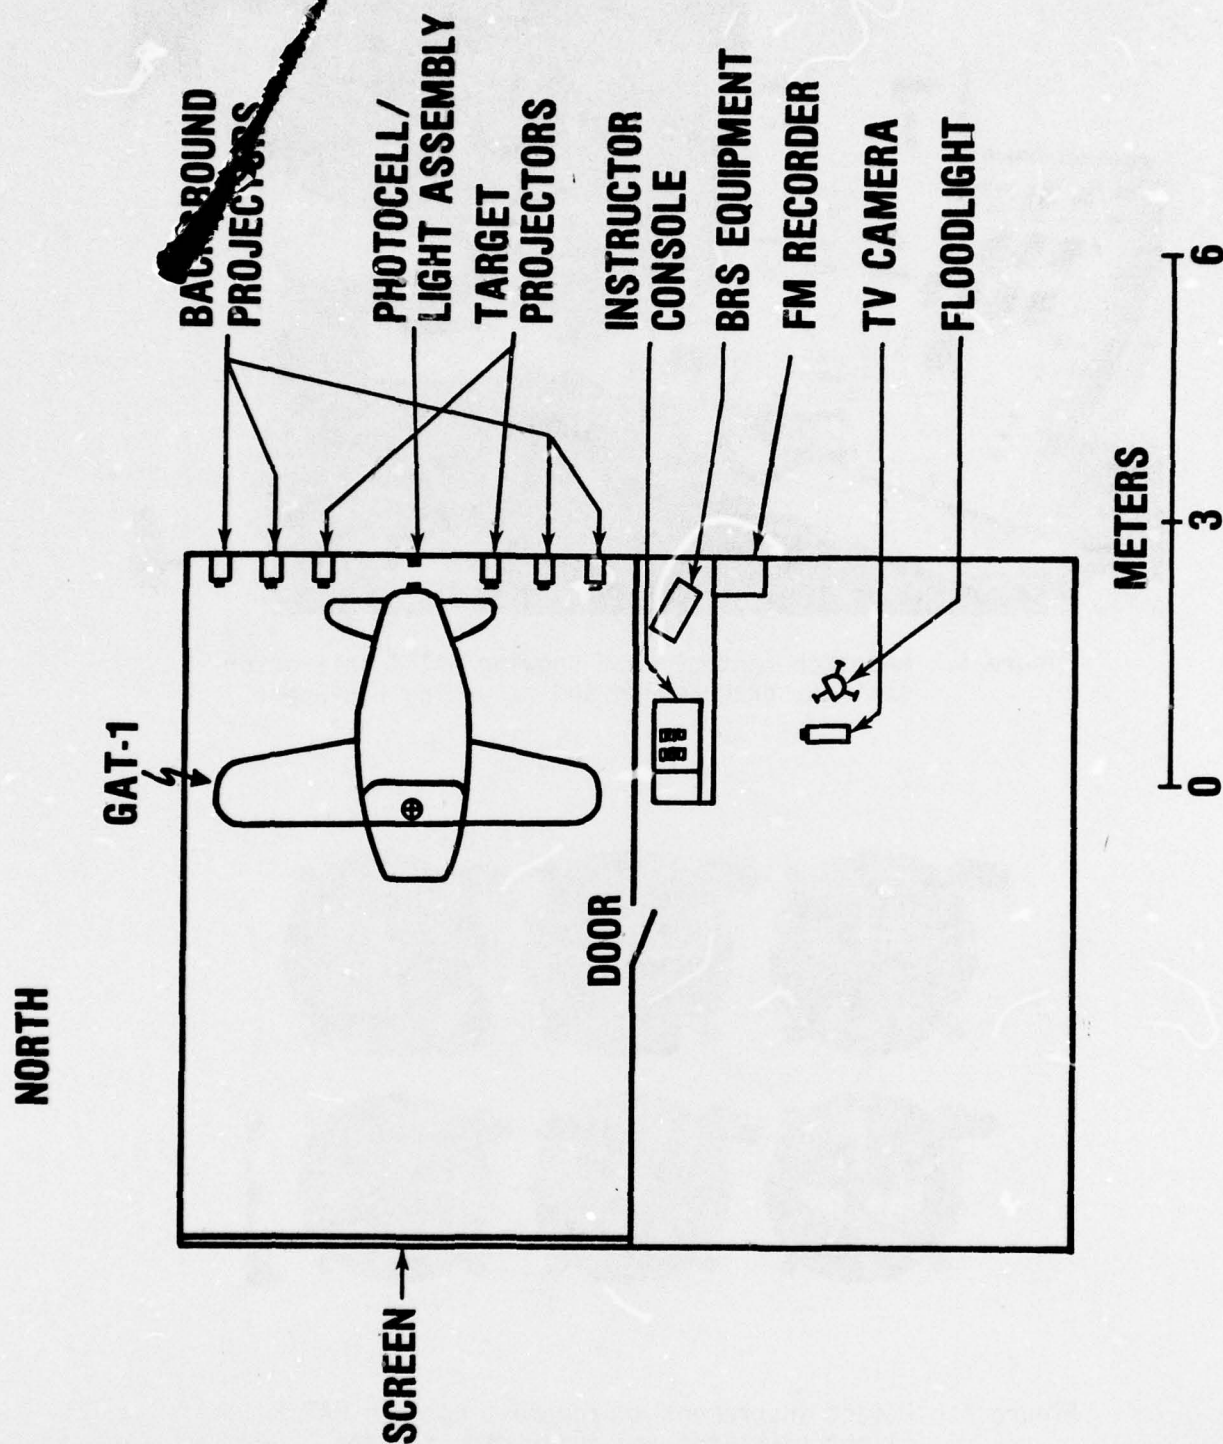 NORTH
GAT-1
BACKGROUND
PROJECTORS
PHOTOCELL/
LIGHT ASSEMBLY
TARGET
PROJECTORS
INSTRUCTOR
CONSOLE
BRS EQUIPMENT
FM RECORDER
TV CAMERA
FLOODLIGHT
DOOR
SCREEN
METERS
0 3 6